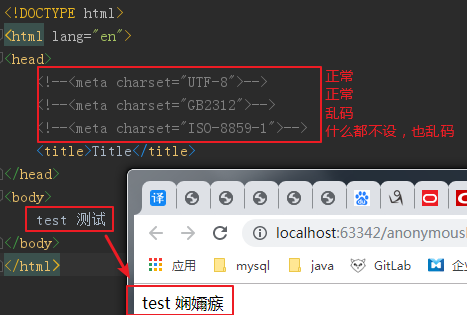 <!DOCTYPE html>
<html lang="en">
<head>
<!--<meta charset="UTF-8">--> 正常
<!--<meta charset="GB2312">--> 正常
<!--<meta charset="ISO-8859-1">--> 乱码
什么都不设，也乱码
<title>Title</title>
</head>
<body>
test 测试
</body>
</html>
译
localhost:63342/anonymous
应用 mysql java GitLab 企
test 娴嬭瘯